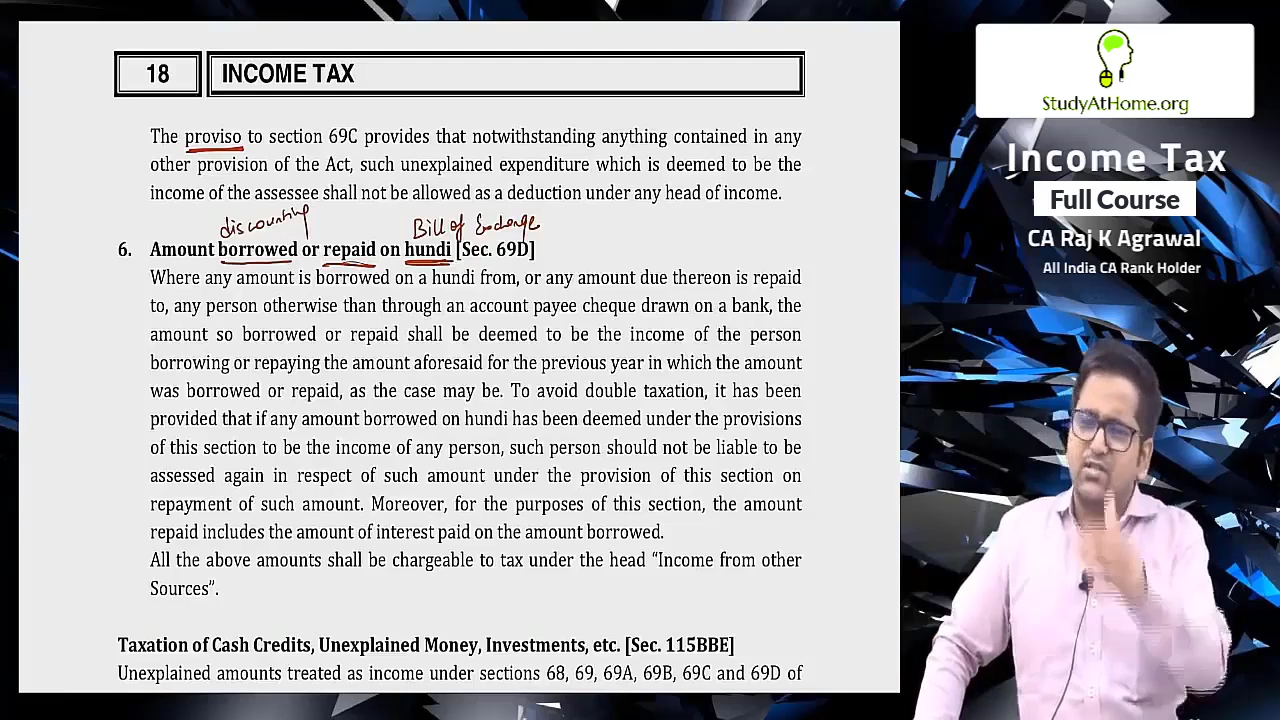 18 INCOME TAX
The proviso to section 69C provides that notwithstanding anything contained in any
other provision of the Act, such unexplained expenditure which is deemed to be the
income of the assessee shall not be allowed as a deduction under any head of income.
discounting Bill of Exchange
6. Amount borrowed or repaid on hundi [Sec. 69D]
Where any amount is borrowed on a hundi from, or any amount due thereon is repaid
to, any person otherwise than through an account payee cheque drawn on a bank, the
amount so borrowed or repaid shall be deemed to be the income of the person
borrowing or repaying the amount aforesaid for the previous year in which the amount
was borrowed or repaid, as the case may be. To avoid double taxation, it has been
provided that if any amount borrowed on hundi has been deemed under the provisions
of this section to be the income of any person, such person should not be liable to be
assessed again in respect of such amount under the provision of this section on
repayment of such amount. Moreover, for the purposes of this section, the amount
repaid includes the amount of interest paid on the amount borrowed.
All the above amounts shall be chargeable to tax under the head “Income from other
Sources”.
Taxation of Cash Credits, Unexplained Money, Investments, etc. [Sec. 115BBE]
Unexplained amounts treated as income under sections 68, 69, 69A, 69B, 69C and 69D of
StudyAtHome.org
Income Tax
Full Course
CA Raj K Agrawal
All India CA Rank Holder